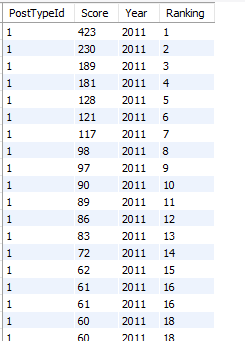 PostTypeId Score Year Ranking
1 423 2011 1
1 230 2011 2
1 189 2011 3
1 181 2011 4
1 128 2011 5
1 121 2011 6
1 117 2011 7
1 98 2011 8
1 97 2011 9
1 90 2011 10
1 89 2011 11
1 86 2011 12
1 83 2011 13
1 72 2011 14
1 62 2011 15
1 61 2011 16
1 61 2011 16
1 60 2011 18
1 60 2011 18